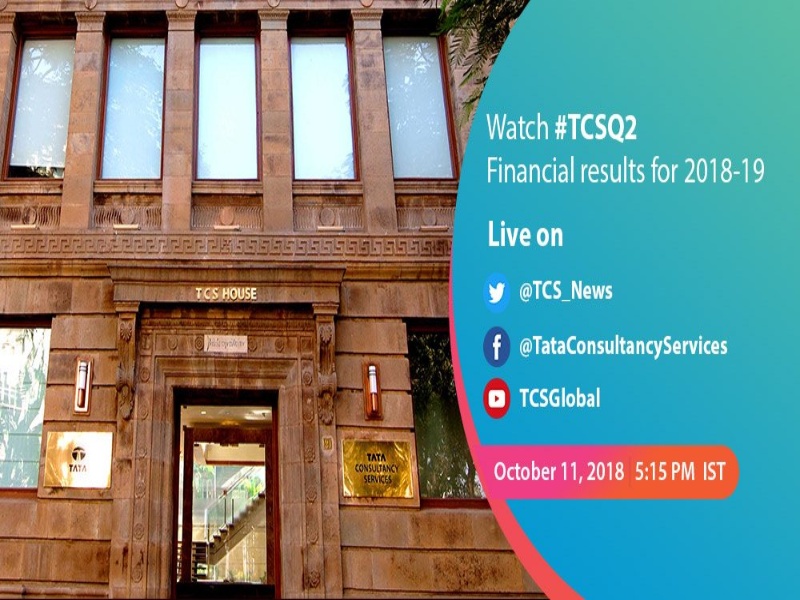 TCS HOUSE
TATA
TATA
CONSULTANCY
SERVICES
Watch #TCSQ2
Financial results for 2018-19
Live on
@TCS_News
@TataConsultancyServices
TCSGlobal
October 11, 2018 | 5:15 PM IST